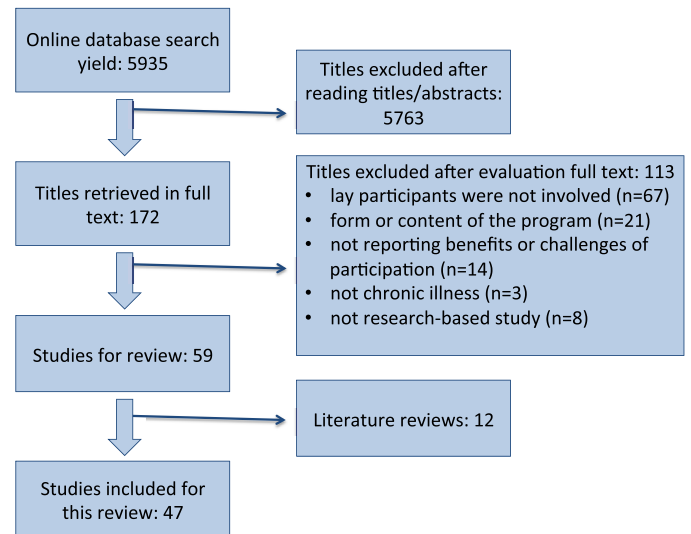 Online database search
yield: 5935
Titles excluded after
reading titles/abstracts:
5763
Titles retrieved in full
text: 172
Titles excluded after evaluation full text: 113
• lay participants were not involved (n=67)
• form or content of the program (n=21)
• not reporting benefits or challenges of
participation (n=14)
• not chronic illness (n=3)
• not research-based study (n=8)
Studies for review: 59
Literature reviews: 12
Studies included for
this review: 47